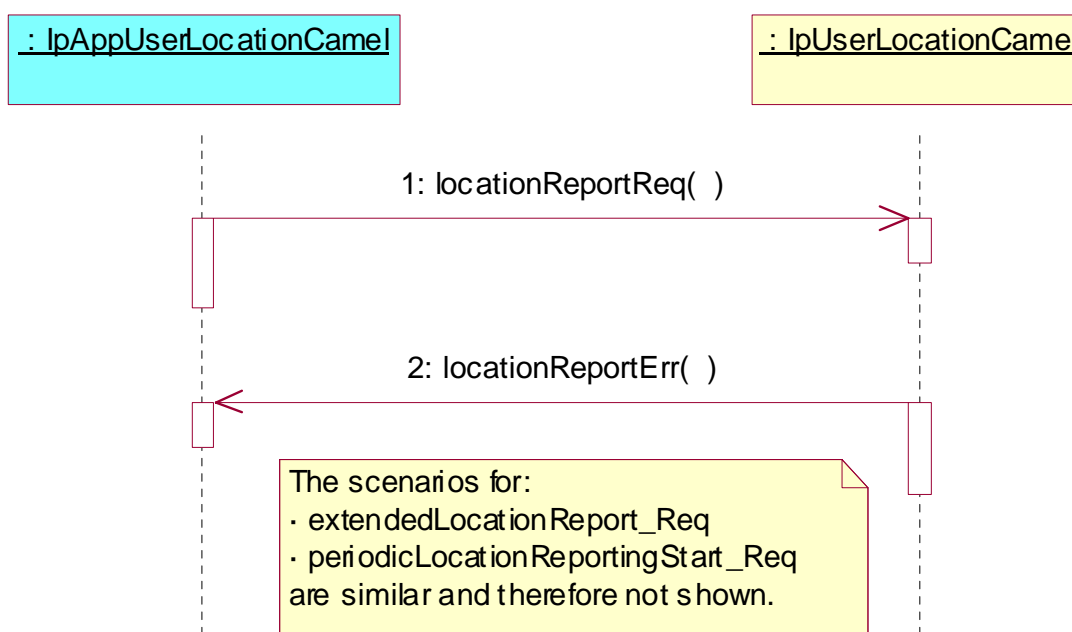 : IpAppUserLocationCamel
: IpUserLocationCame
1: locationReportReq( )
2: locationReportErr( )
The scenarios for:
· extendedLocationReport_Req
· periodicLocationReportingStart_Req
are similar and therefore not shown.